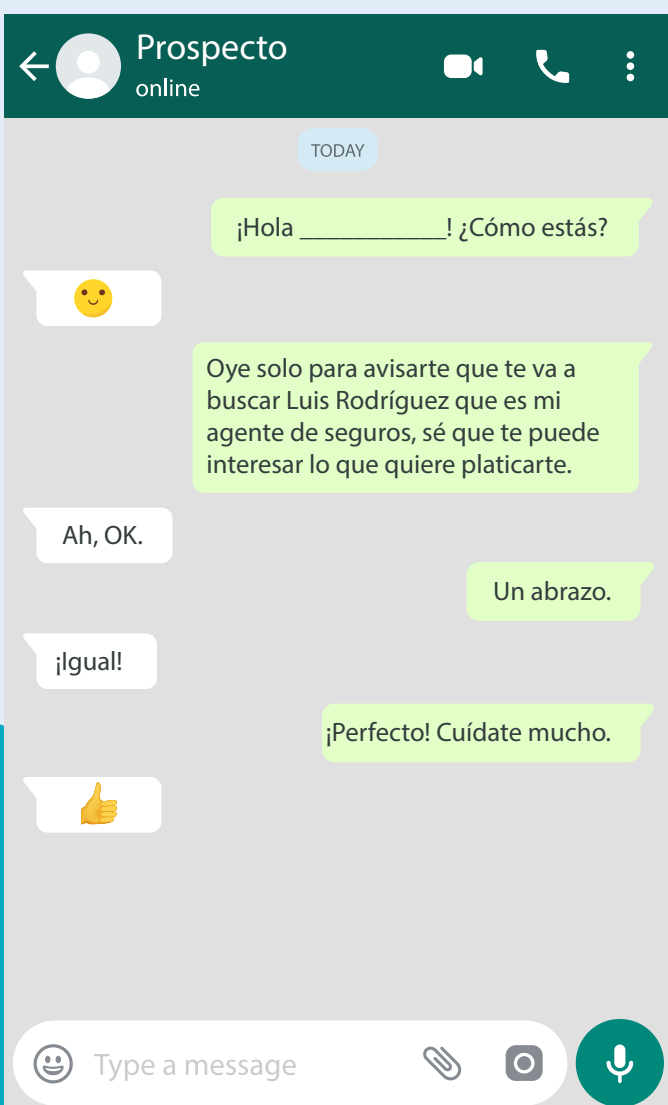 Prospecto
online
TODAY
¡Hola ___________! ¿Cómo estás?
Oye solo para avisarte que te va a
buscar Luis Rodríguez que es mi
agente de seguros, sé que te puede
interesar lo que quiere platicarte.
Ah, OK.
Un abrazo.
¡Igual!
¡Perfecto! Cuídate mucho.
Type a message